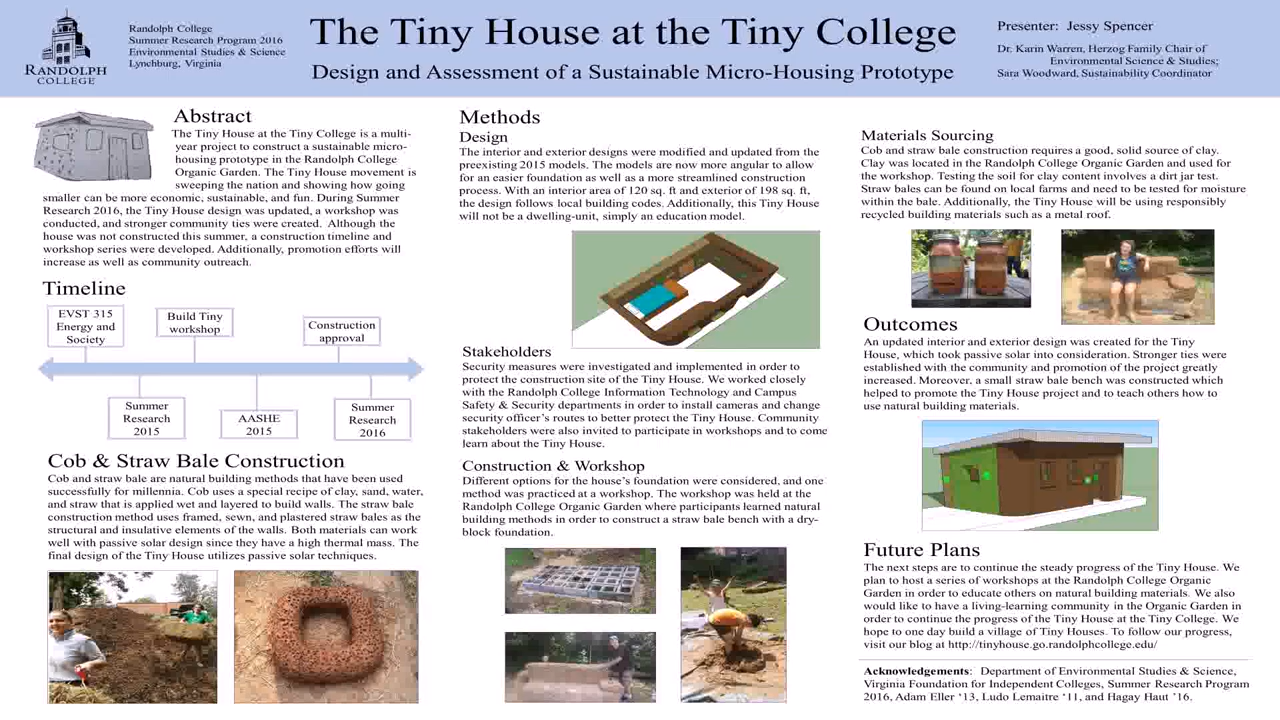 RANDOLPH
COLLEGE
Randolph College
Summer Research Program 2016
Environmental Studies & Science
Lynchburg, Virginia
The Tiny House at the Tiny College
Design and Assessment of a Sustainable Micro-Housing Prototype
Presenter: Jessy Spencer
Dr. Karin Warren, Herzog Family Chair of
Environmental Science & Studies;
Sara Woodward, Sustainability Coordinator
Abstract
The Tiny House at the Tiny College is a multi-
year project to construct a sustainable micro-
housing prototype in the Randolph College
Organic Garden. The Tiny House movement is
sweeping the nation and showing how going
smaller can be more economic, sustainable, and fun. During Summer
Research 2016, the Tiny House design was updated, a workshop was
conducted, and stronger community ties were created. Although the
house was not constructed this summer, a construction timeline and
workshop series were developed. Additionally, promotion efforts will
increase as well as community outreach.
Timeline
EVST 315
Energy and
Society
Build Tiny
workshop
Construction
approval
Summer
Research
2015
AASHE
2015
Summer
Research
2016
Cob & Straw Bale Construction
Cob and straw bale are natural building methods that have been used
successfully for millennia. Cob uses a special recipe of clay, sand, water,
and straw that is applied wet and layered to build walls. The straw bale
construction method uses framed, sewn, and plastered straw bales as the
structural and insulative elements of the walls. Both materials can work
well with passive solar design since they have a high thermal mass. The
final design of the Tiny House utilizes passive solar techniques.
Methods
Design
The interior and exterior designs were modified and updated from the
preexisting 2015 models. The models are now more angular to allow
for an easier foundation as well as a more streamlined construction
process. With an interior area of 120 sq. ft and exterior of 198 sq. ft,
the design follows local building codes. Additionally, this Tiny House
will not be a dwelling-unit, simply an education model.
Stakeholders
Security measures were investigated and implemented in order to
protect the construction site of the Tiny House. We worked closely
with the Randolph College Information Technology and Campus
Safety & Security departments in order to install cameras and change
security officer's routes to better protect the Tiny House. Community
stakeholders were also invited to participate in workshops and to come
learn about the Tiny House.
Construction & Workshop
Different options for the house's foundation were considered, and one
method was practiced at a workshop. The workshop was held at the
Randolph College Organic Garden where participants learned natural
building methods in order to construct a straw bale bench with a dry-
block foundation.
Materials Sourcing
Cob and straw bale construction requires a good, solid source of clay.
Clay was located in the Randolph College Organic Garden and used for
the workshop. Testing the soil for clay content involves a dirt jar test.
Straw bales can be found on local farms and need to be tested for moisture
within the bale. Additionally, the Tiny House will be using responsibly
recycled building materials such as a metal roof.
Outcomes
An updated interior and exterior design was created for the Tiny
House, which took passive solar into consideration. Stronger ties were
established with the community and promotion of the project greatly
increased. Moreover, a small straw bale bench was constructed which
helped to promote the Tiny House project and to teach others how to
use natural building materials.
Future Plans
The next steps are to continue the steady progress of the Tiny House. We
plan to host a series of workshops at the Randolph College Organic
Garden in order to educate others on natural building materials. We also
would like to have a living-learning community in the Organic Garden in
order to continue the progress of the Tiny House at the Tiny College. We
hope to one day build a village of Tiny Houses. To follow our progress,
visit our blog at http://tinyhouse.go.randolphcollege.edu/
Acknowledgements: Department of Environmental Studies & Science,
Virginia Foundation for Independent Colleges, Summer Research Program
2016, Adam Eller '13, Ludo Lemaitre '11, and Hagay Haut '16.